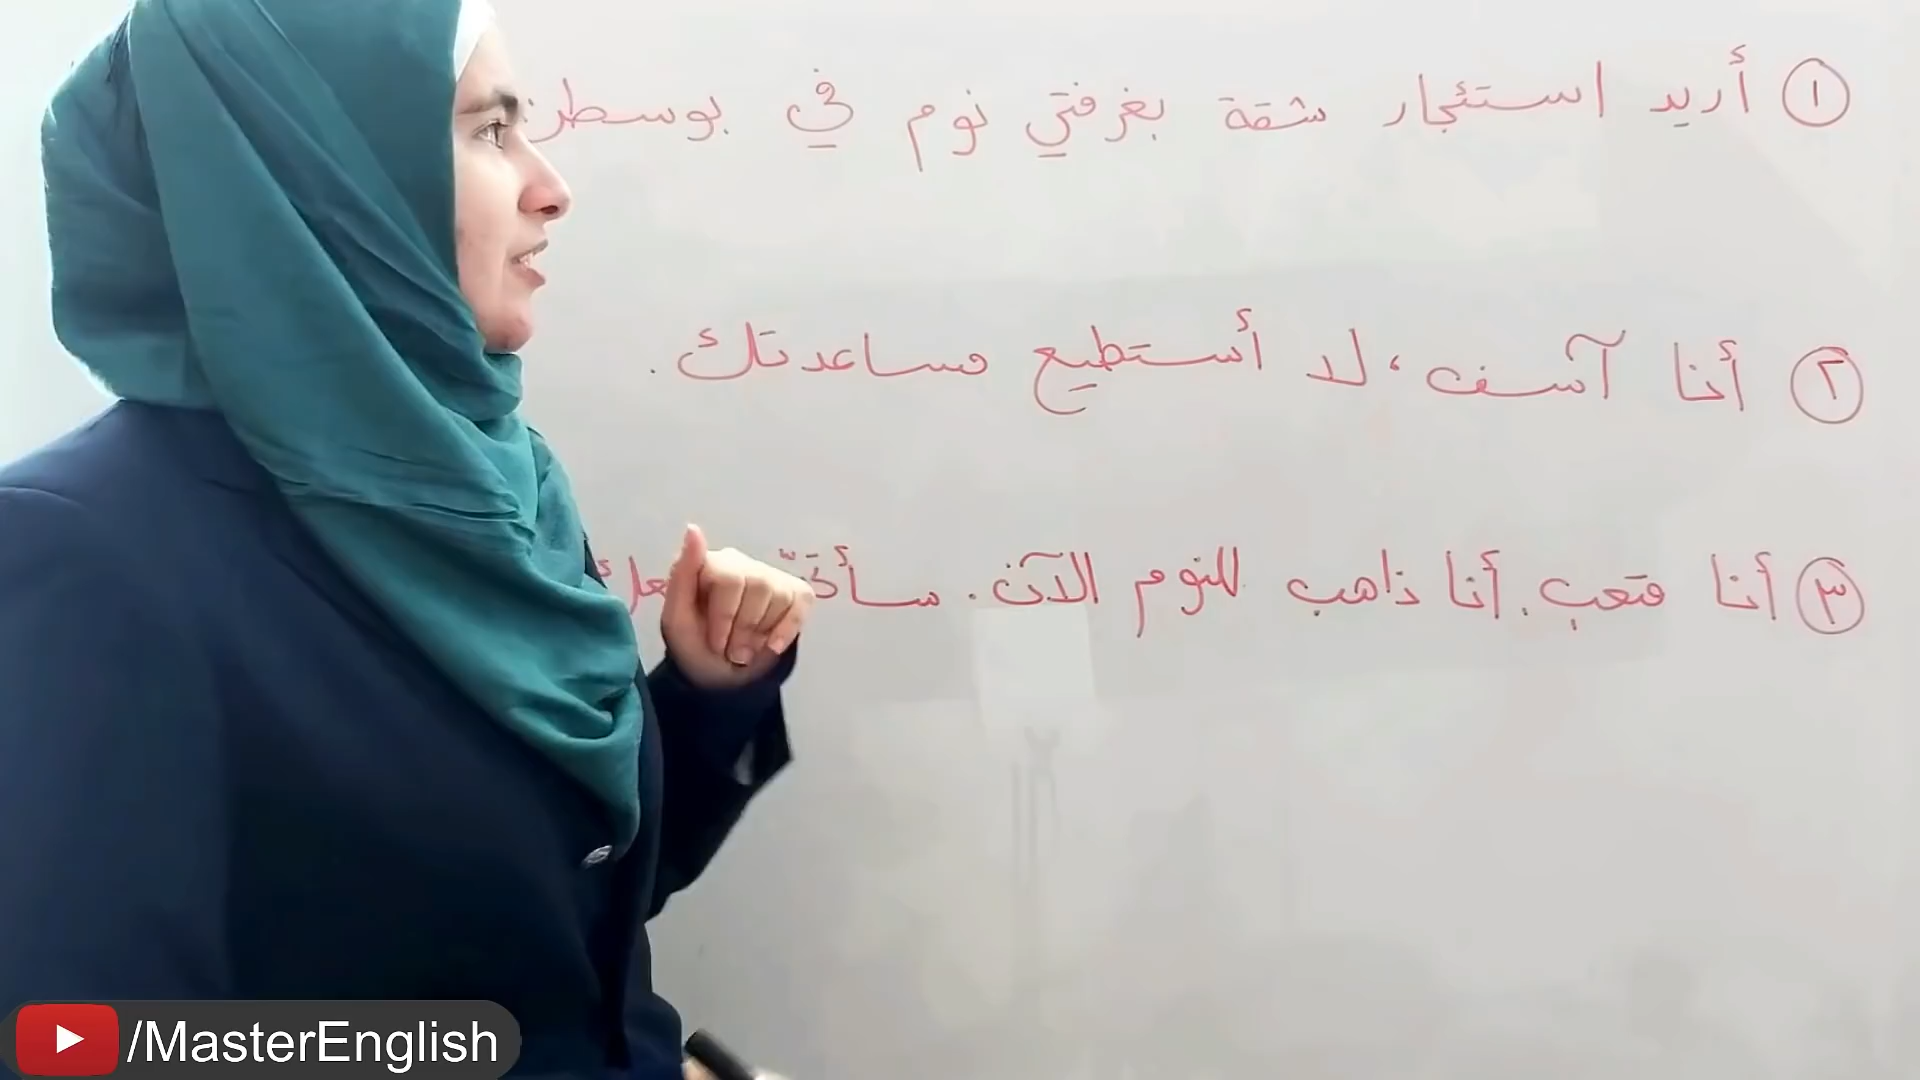 ١ أريد استئجار شقة بغرفتي نوم في بوسطن
٢ أنا آسف، لا أستطيع مساعدتك.
٣ أنا متعب. أنا ذاهب للنوم الآن.
/MasterEnglish